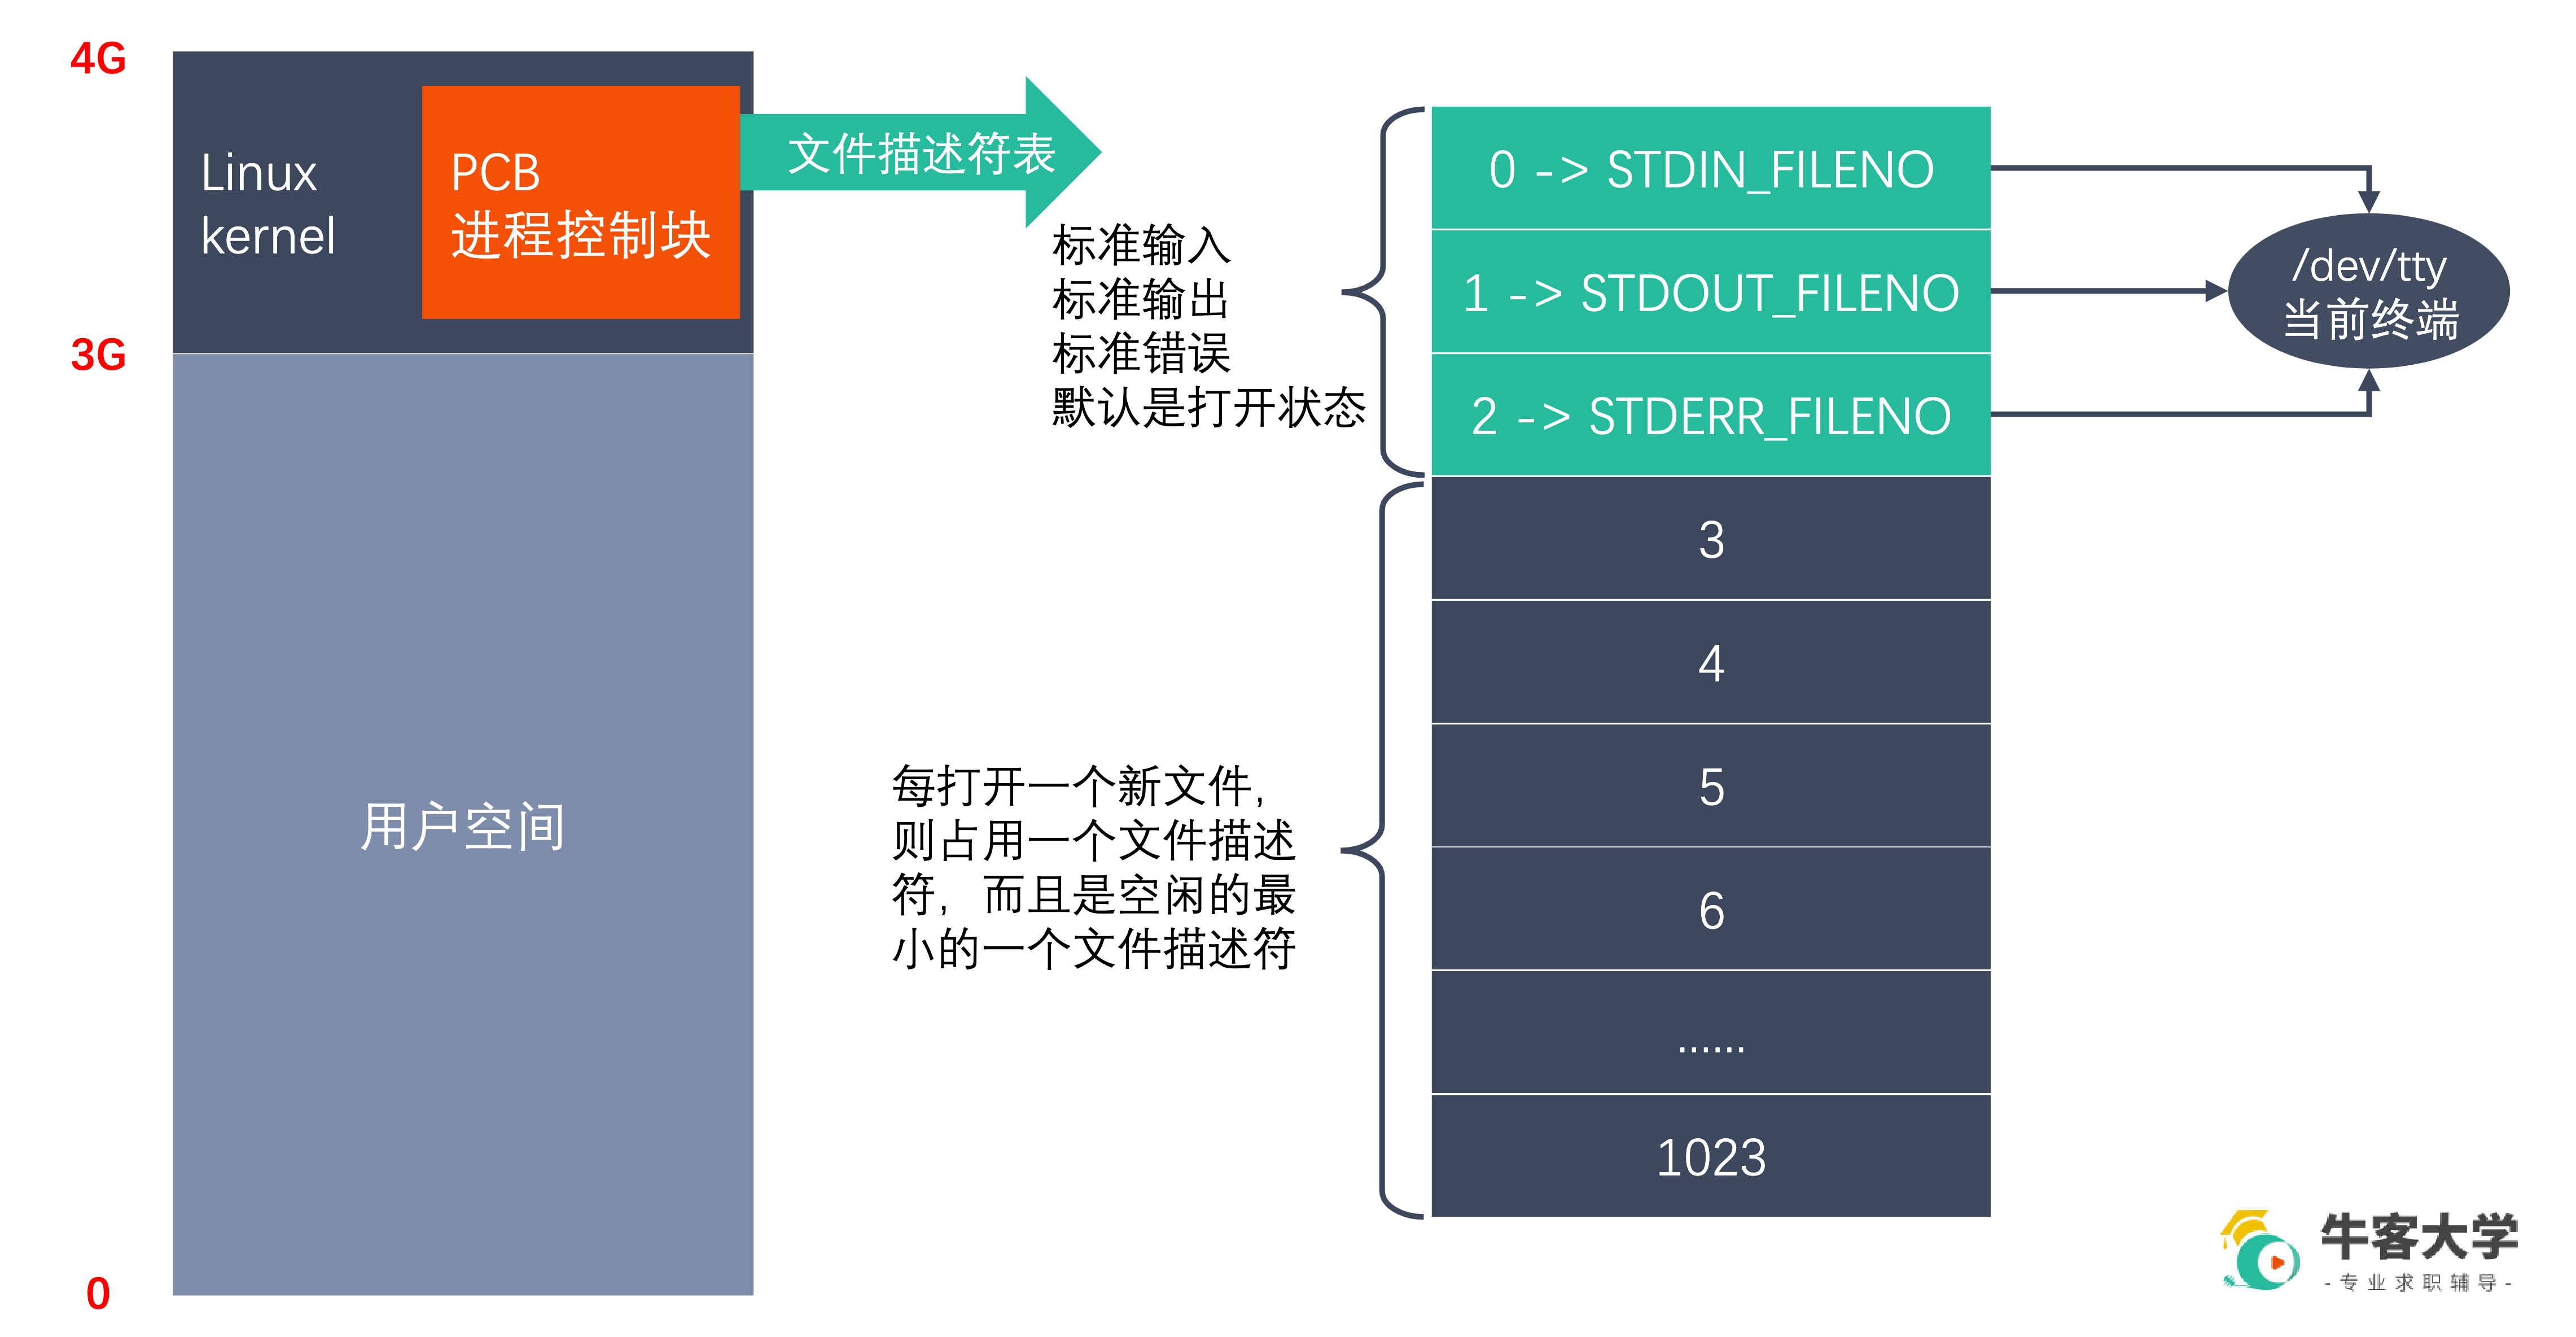 4G
Linux
kernel
PCB
进程控制块
文件描述符表
3G
用户空间
0
标准输入
标准输出
标准错误
默认是打开状态
每打开一个新文件，
则占用一个文件描述
符，而且是空闲的最
小的一个文件描述符
0 -> STDIN_FILENO
1 -> STDOUT_FILENO
2 -> STDERR_FILENO
3
4
5
6
……
1023
/dev/tty
当前终端
牛客大学
- 专业求职辅导 -